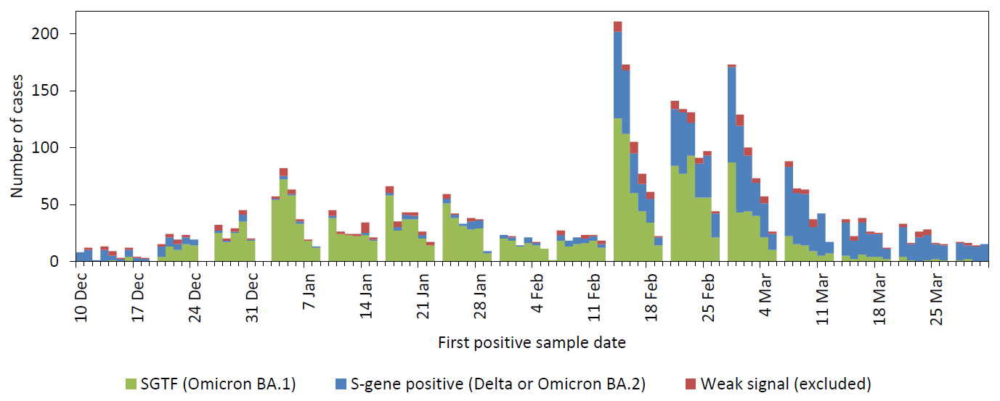 Number of cases
200
150
100
50
0
10 Dec
17 Dec
24 Dec
31 Dec
7 Jan
14 Jan
21 Jan
28 Jan
4 Feb
11 Feb
18 Feb
25 Feb
4 Mar
11 Mar
18 Mar
25 Mar
First positive sample date
SGTF (Omicron BA.1)
S-gene positive (Delta or Omicron BA.2)
Weak signal (excluded)